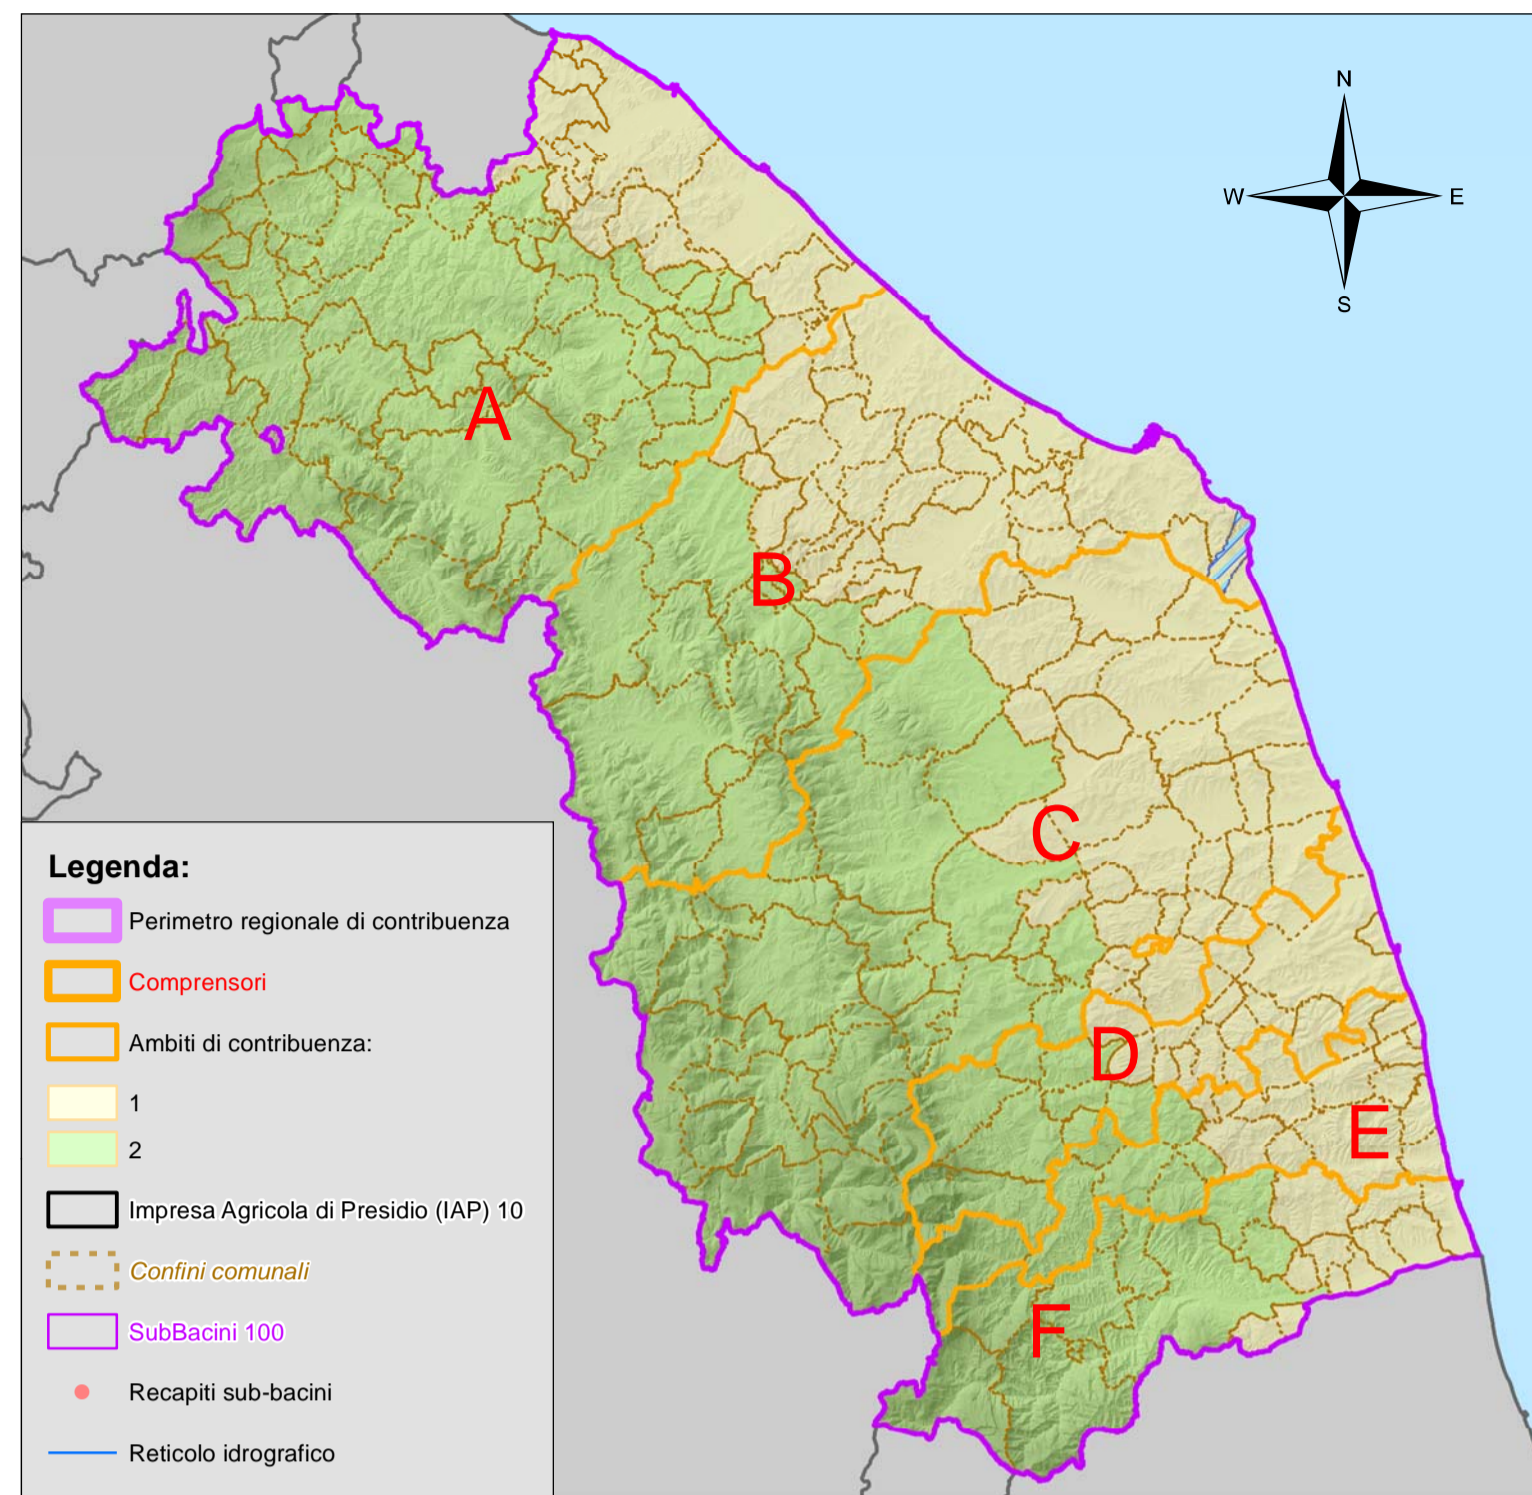 N
W E
S
A
B
C
D
E
F
Legenda:
Perimetro regionale di contribuenza
Comprensori
Ambiti di contribuenza:
1
2
Impresa Agricola di Presidio (IAP) 10
Confini comunali
SubBacini 100
Recapiti sub-bacini
Reticolo idrografico